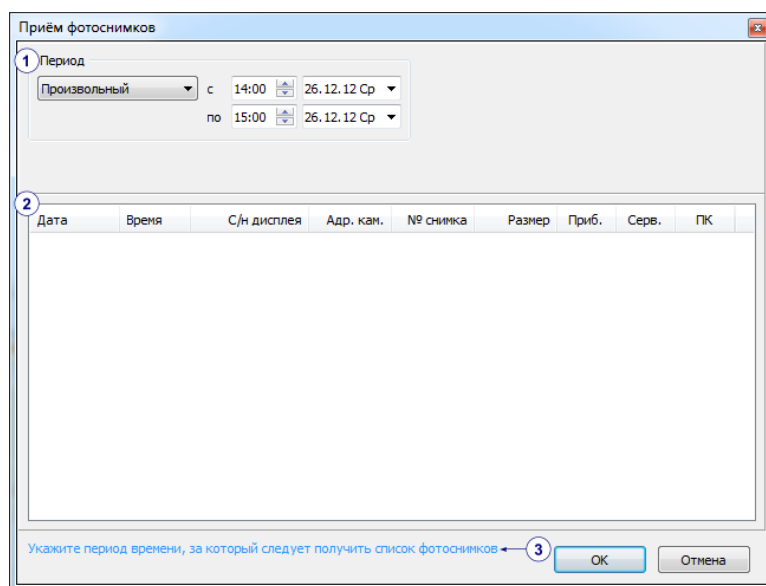 Приём фотоснимков
1 Период
Произвольный с 14:00 26.12.12 Ср
по 15:00 26.12.12 Ср
2
Дата Время С/н дисплея Адр. кам. № снимка Размер Приб. Серв. ПК
Укажите период времени, за который следует получить список фотоснимков 3 OK Отмена